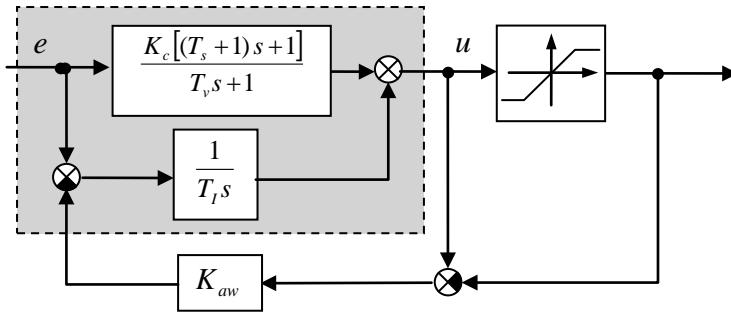 e
K_c[(T_s+1)s+1]
T_v s+1
u
1
T_I s
K_aw